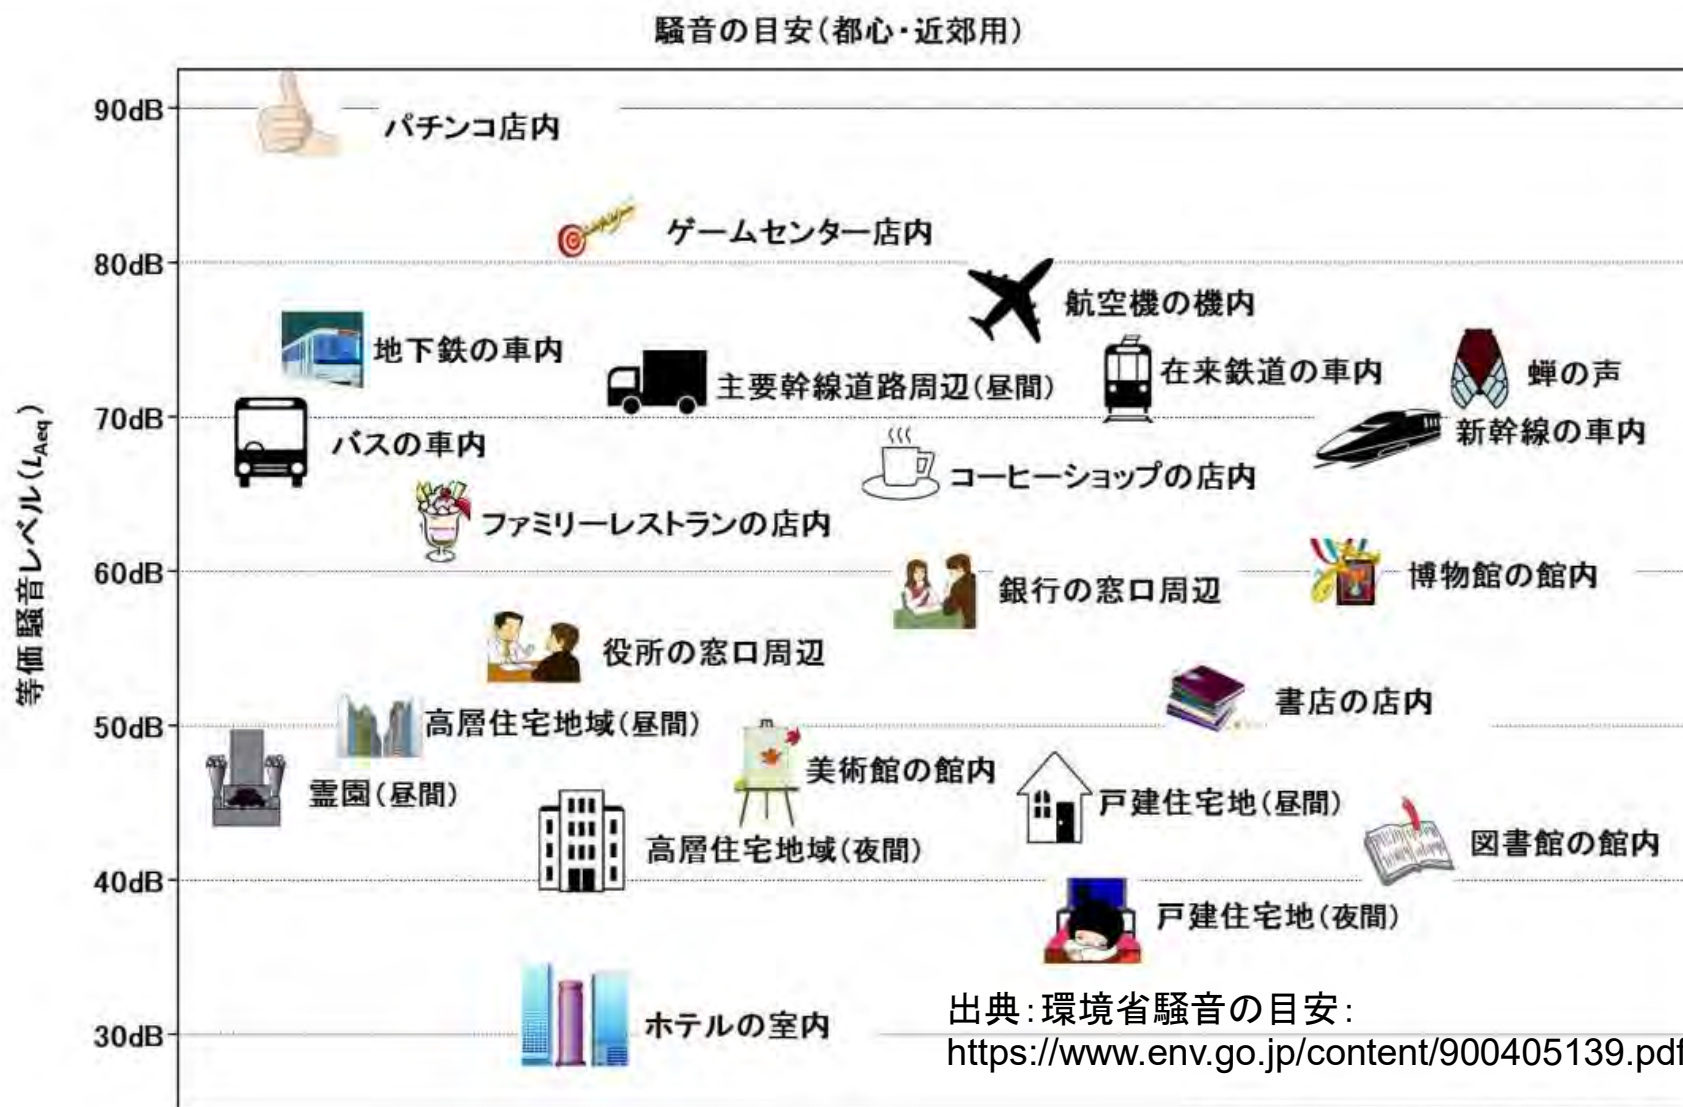 騒音の目安(都心・近郊用)
90dB
パチンコ店内
ゲームセンター店内
80dB
航空機の機内
地下鉄の車内
在来鉄道の車内
蝉の声
主要幹線道路周辺(昼間)
70dB
新幹線の車内
バスの車内
コーヒーショップの店内
ファミリーレストランの店内
60dB
博物館の館内
銀行の窓口周辺
役所の窓口周辺
書店の店内
高層住宅地域(昼間)
50dB
美術館の館内
霊園(昼間)
戸建住宅地(昼間)
図書館の館内
高層住宅地域(夜間)
40dB
戸建住宅地(夜間)
ホテルの室内
30dB
等価騒音レベル(LAeq)
出典:環境省騒音の目安:
https://www.env.go.jp/content/900405139.pdf